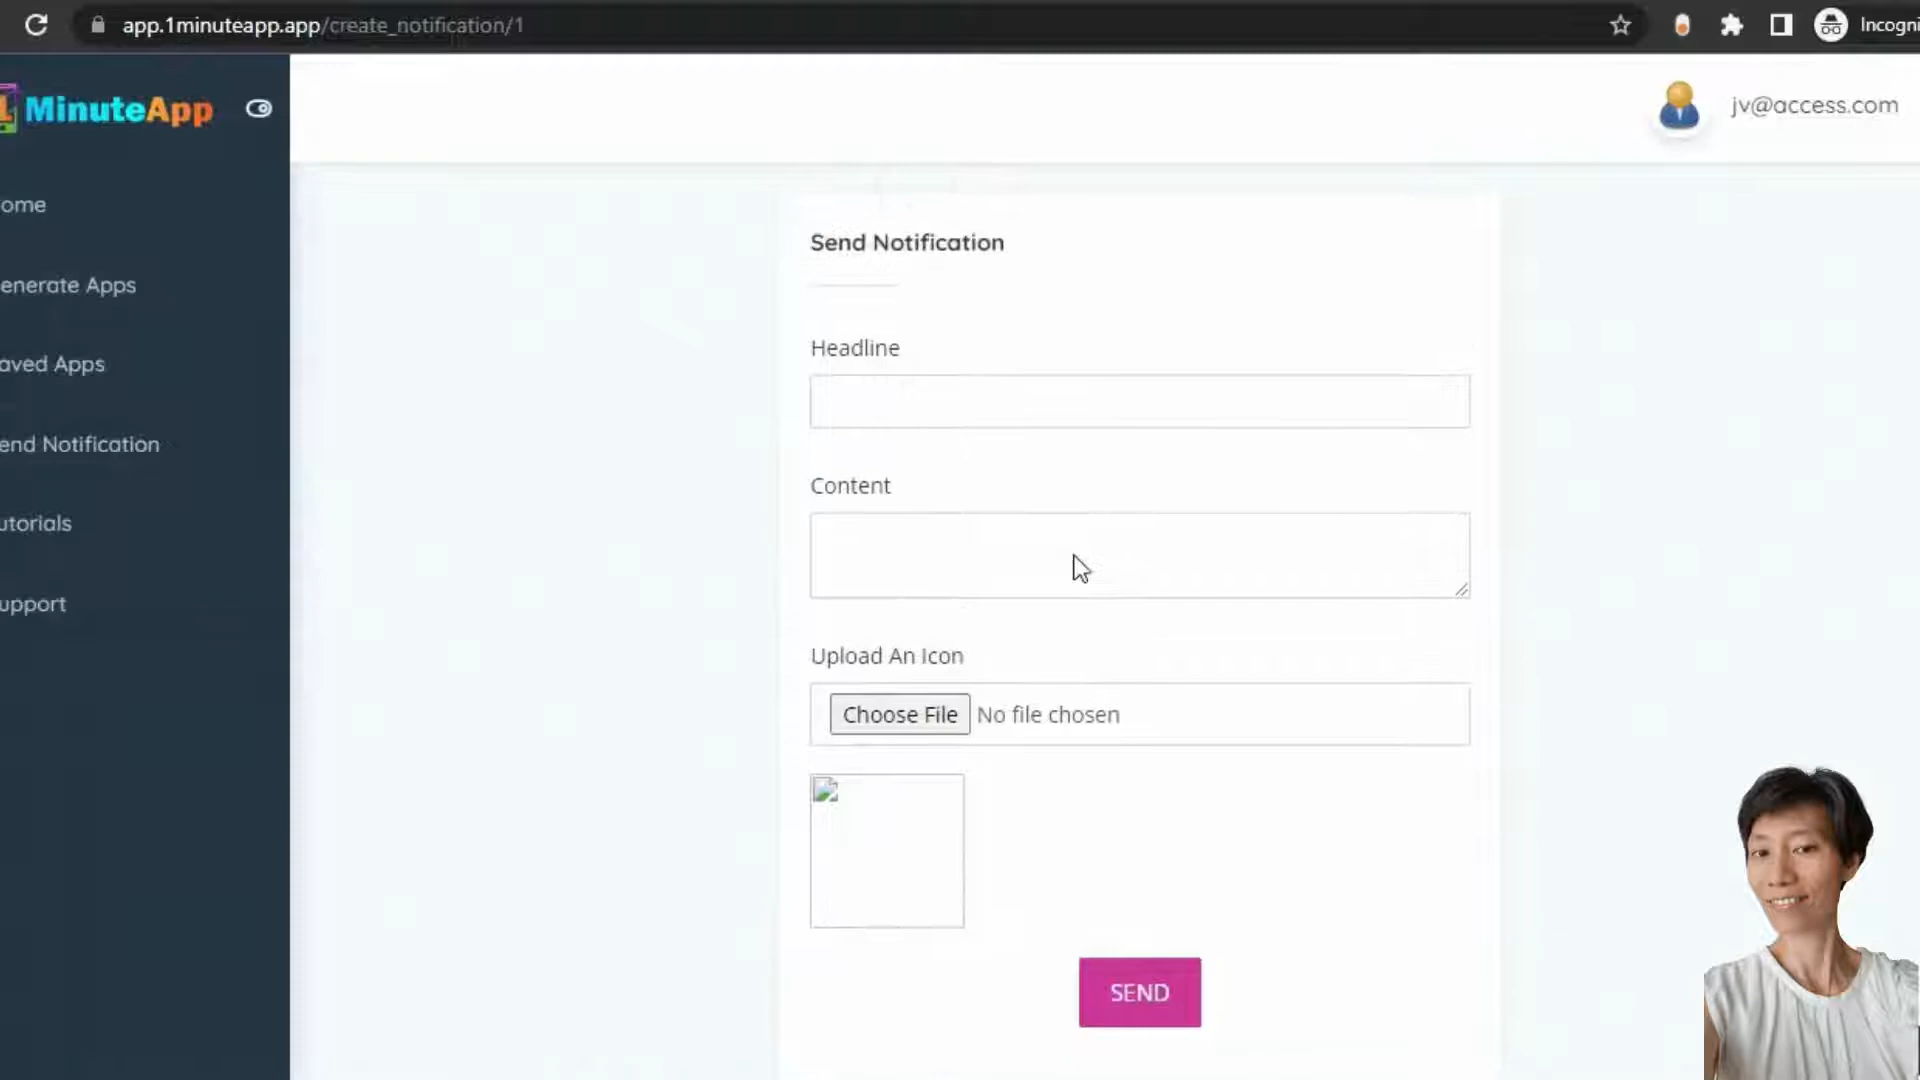 app.1minuteapp.app/create_notification/1
Incogni
1 MinuteApp
jv@access.com
ome
enerate Apps
aved Apps
end Notification
utorials
upport
Send Notification
Headline
Content
Upload An Icon
Choose File No file chosen
SEND